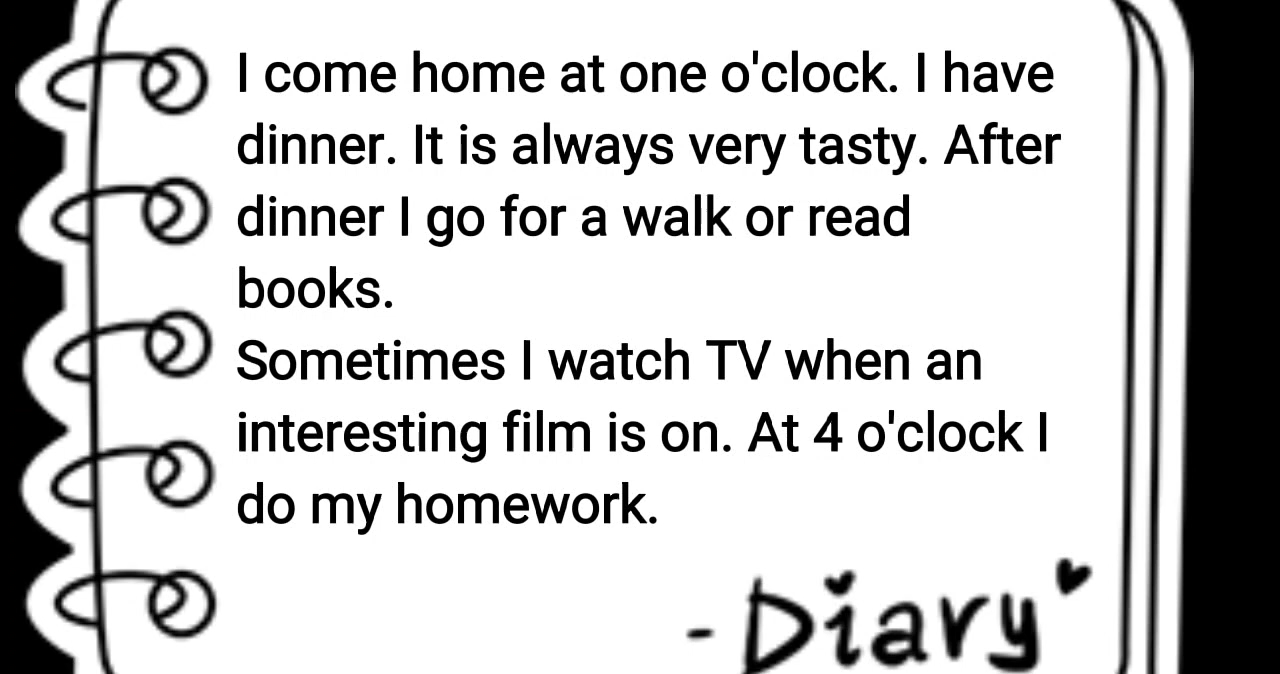 I come home at one o'clock. I have
dinner. It is always very tasty. After
dinner I go for a walk or read
books.
Sometimes I watch TV when an
interesting film is on. At 4 o'clock I
do my homework.
- Diary